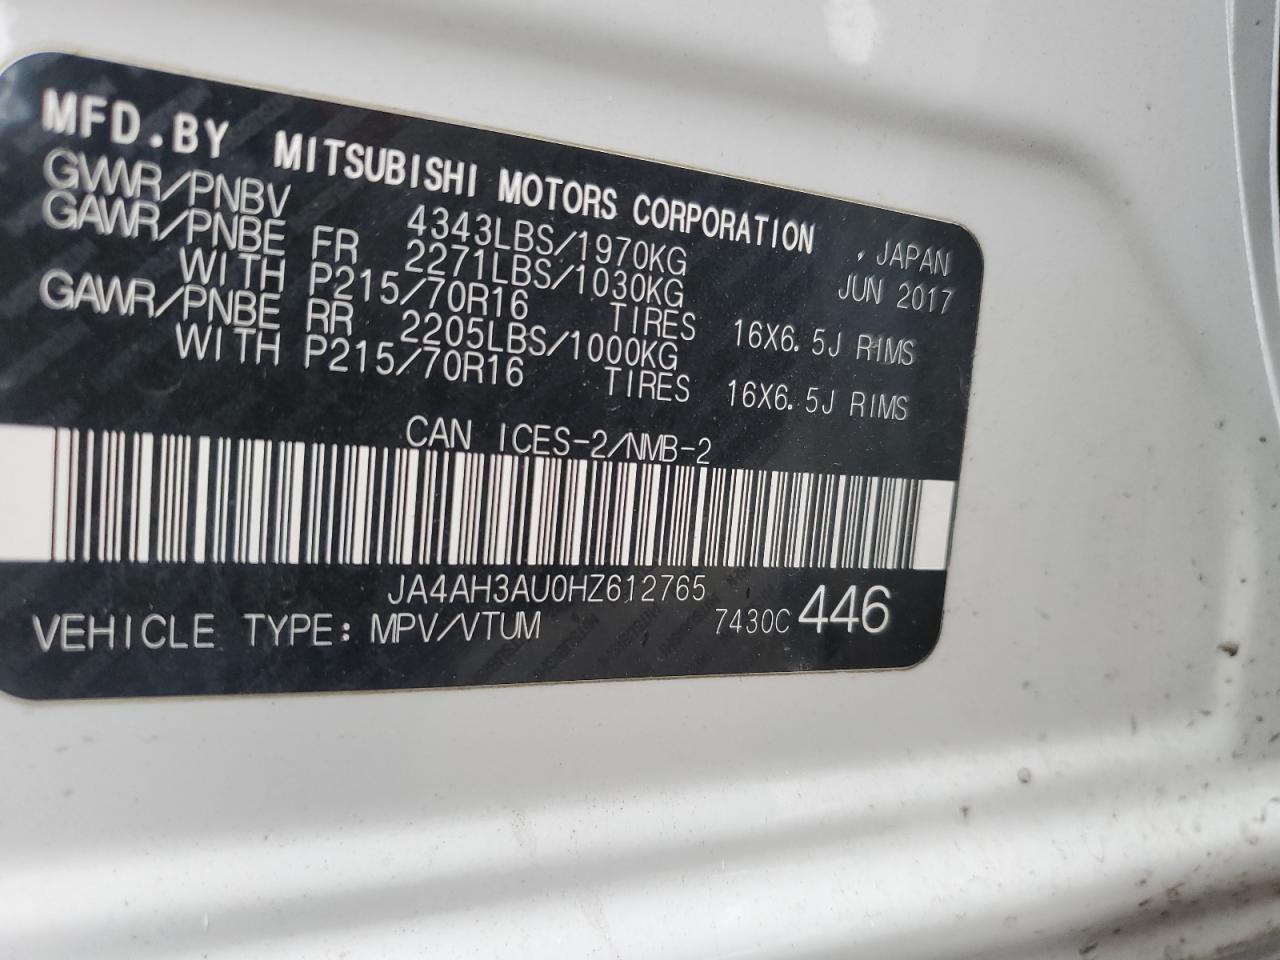 MFD.BY MITSUBISHI MOTORS CORPORATION , JAPAN
GVWR/PNBV 4343LBS/1970KG JUN 2017
GAWR/PNBE FR 2271LBS/1030KG
WITH P215/70R16 TIRES 16X6.5J RIMS
GAWR/PNBE RR 2205LBS/1000KG
WITH P215/70R16 TIRES 16X6.5J RIMS
CAN ICES-2/NMB-2
JA4AH3AU0HZ612765
VEHICLE TYPE: MPV/VTUM 7430C 446